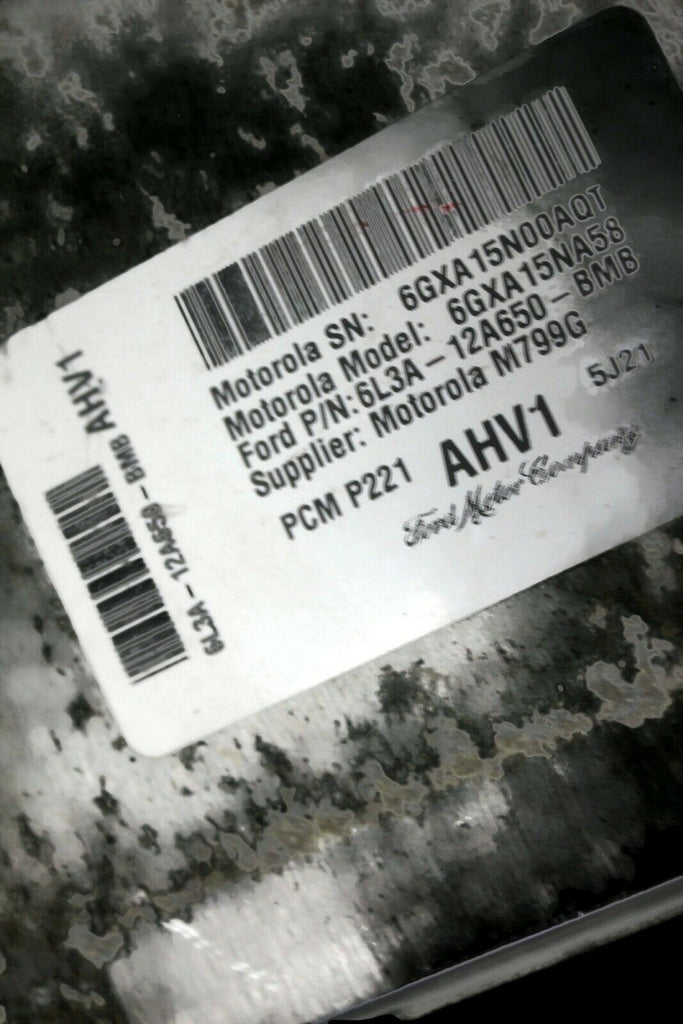 Motorola SN: 6GXA15N00AQT
Motorola Model: 6GXA15NA58
Ford P/N: 6L3A-12A650-BMB
Supplier: Motorola M799G
PCM P221 AHV1 5J21
Ford Motor Company
6L3A-12A650-BMB AHV1